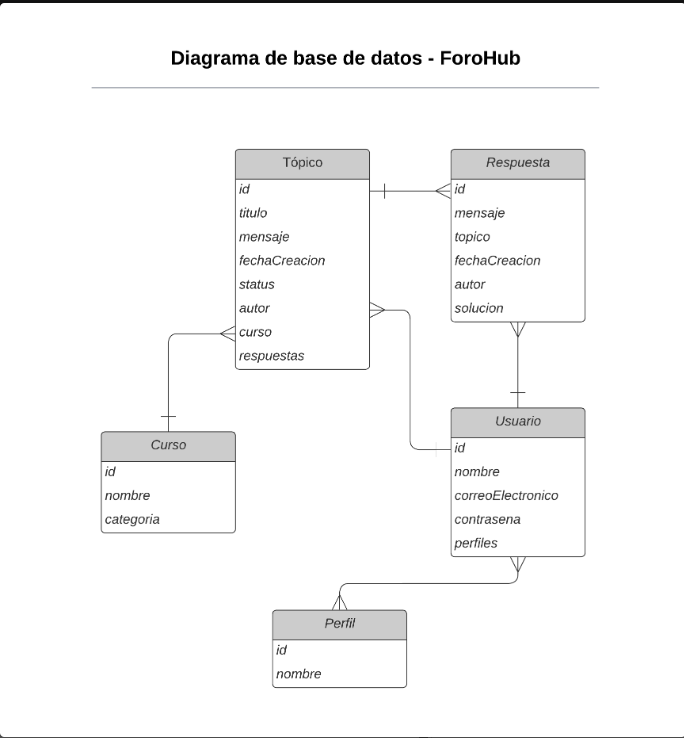 Diagrama de base de datos - ForoHub
Tópico
id
titulo
mensaje
fechaCreacion
status
autor
curso
respuestas
Respuesta
id
mensaje
topico
fechaCreacion
autor
solucion
Curso
id
nombre
categoria
Usuario
id
nombre
correoElectronico
contrasena
perfiles
Perfil
id
nombre